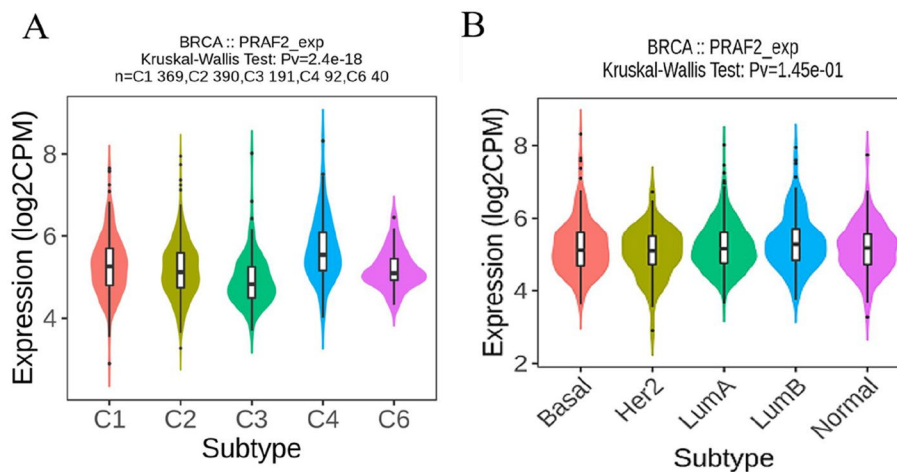 A
BRCA :: PRAF2_exp
Kruskal-Wallis Test: Pv=2.4e-18
n=C1 369,C2 390,C3 191,C4 92,C6 40
Expression (log2CPM)
8
6
4
C1 C2 C3 C4 C6
Subtype
B
BRCA :: PRAF2_exp
Kruskal-Wallis Test: Pv=1.45e-01
Expression (log2CPM)
8
6
4
2
Basal Her2 LumA LumB Normal
Subtype